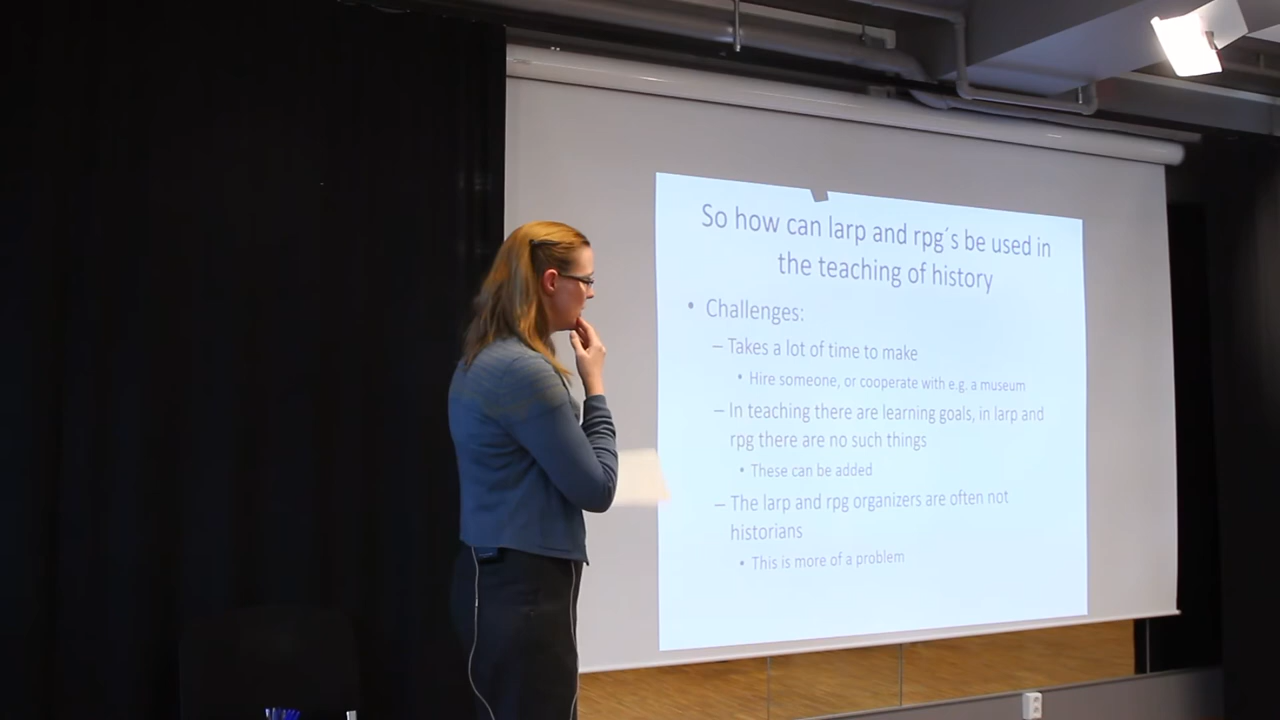 So how can larp and rpg´s be used in
the teaching of history
• Challenges:
– Takes a lot of time to make
• Hire someone, or cooperate with e.g. a museum
– In teaching there are learning goals, in larp and
rpg there are no such things
• These can be added
– The larp and rpg organizers are often not
historians
• This is more of a problem